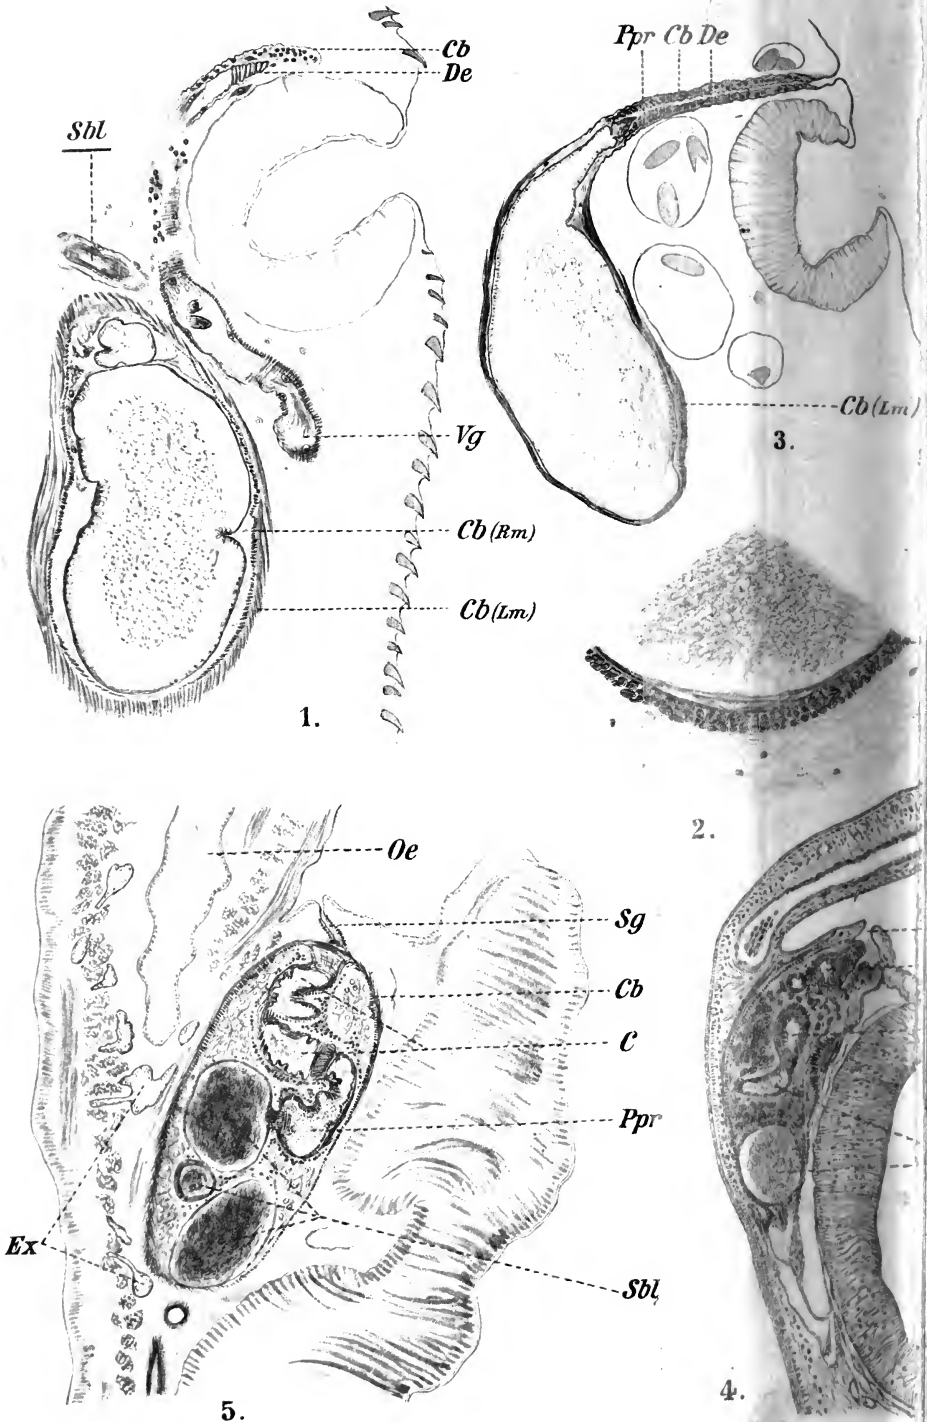 Cb
De
Sbl
Vg
Cb (Rm)
Cb (Lm)
1.
Ppr Cb De
Cb (Lm)
3.
2.
Oe
Sg
Cb
C
Ppr
Ex
Sbl
5.
4.